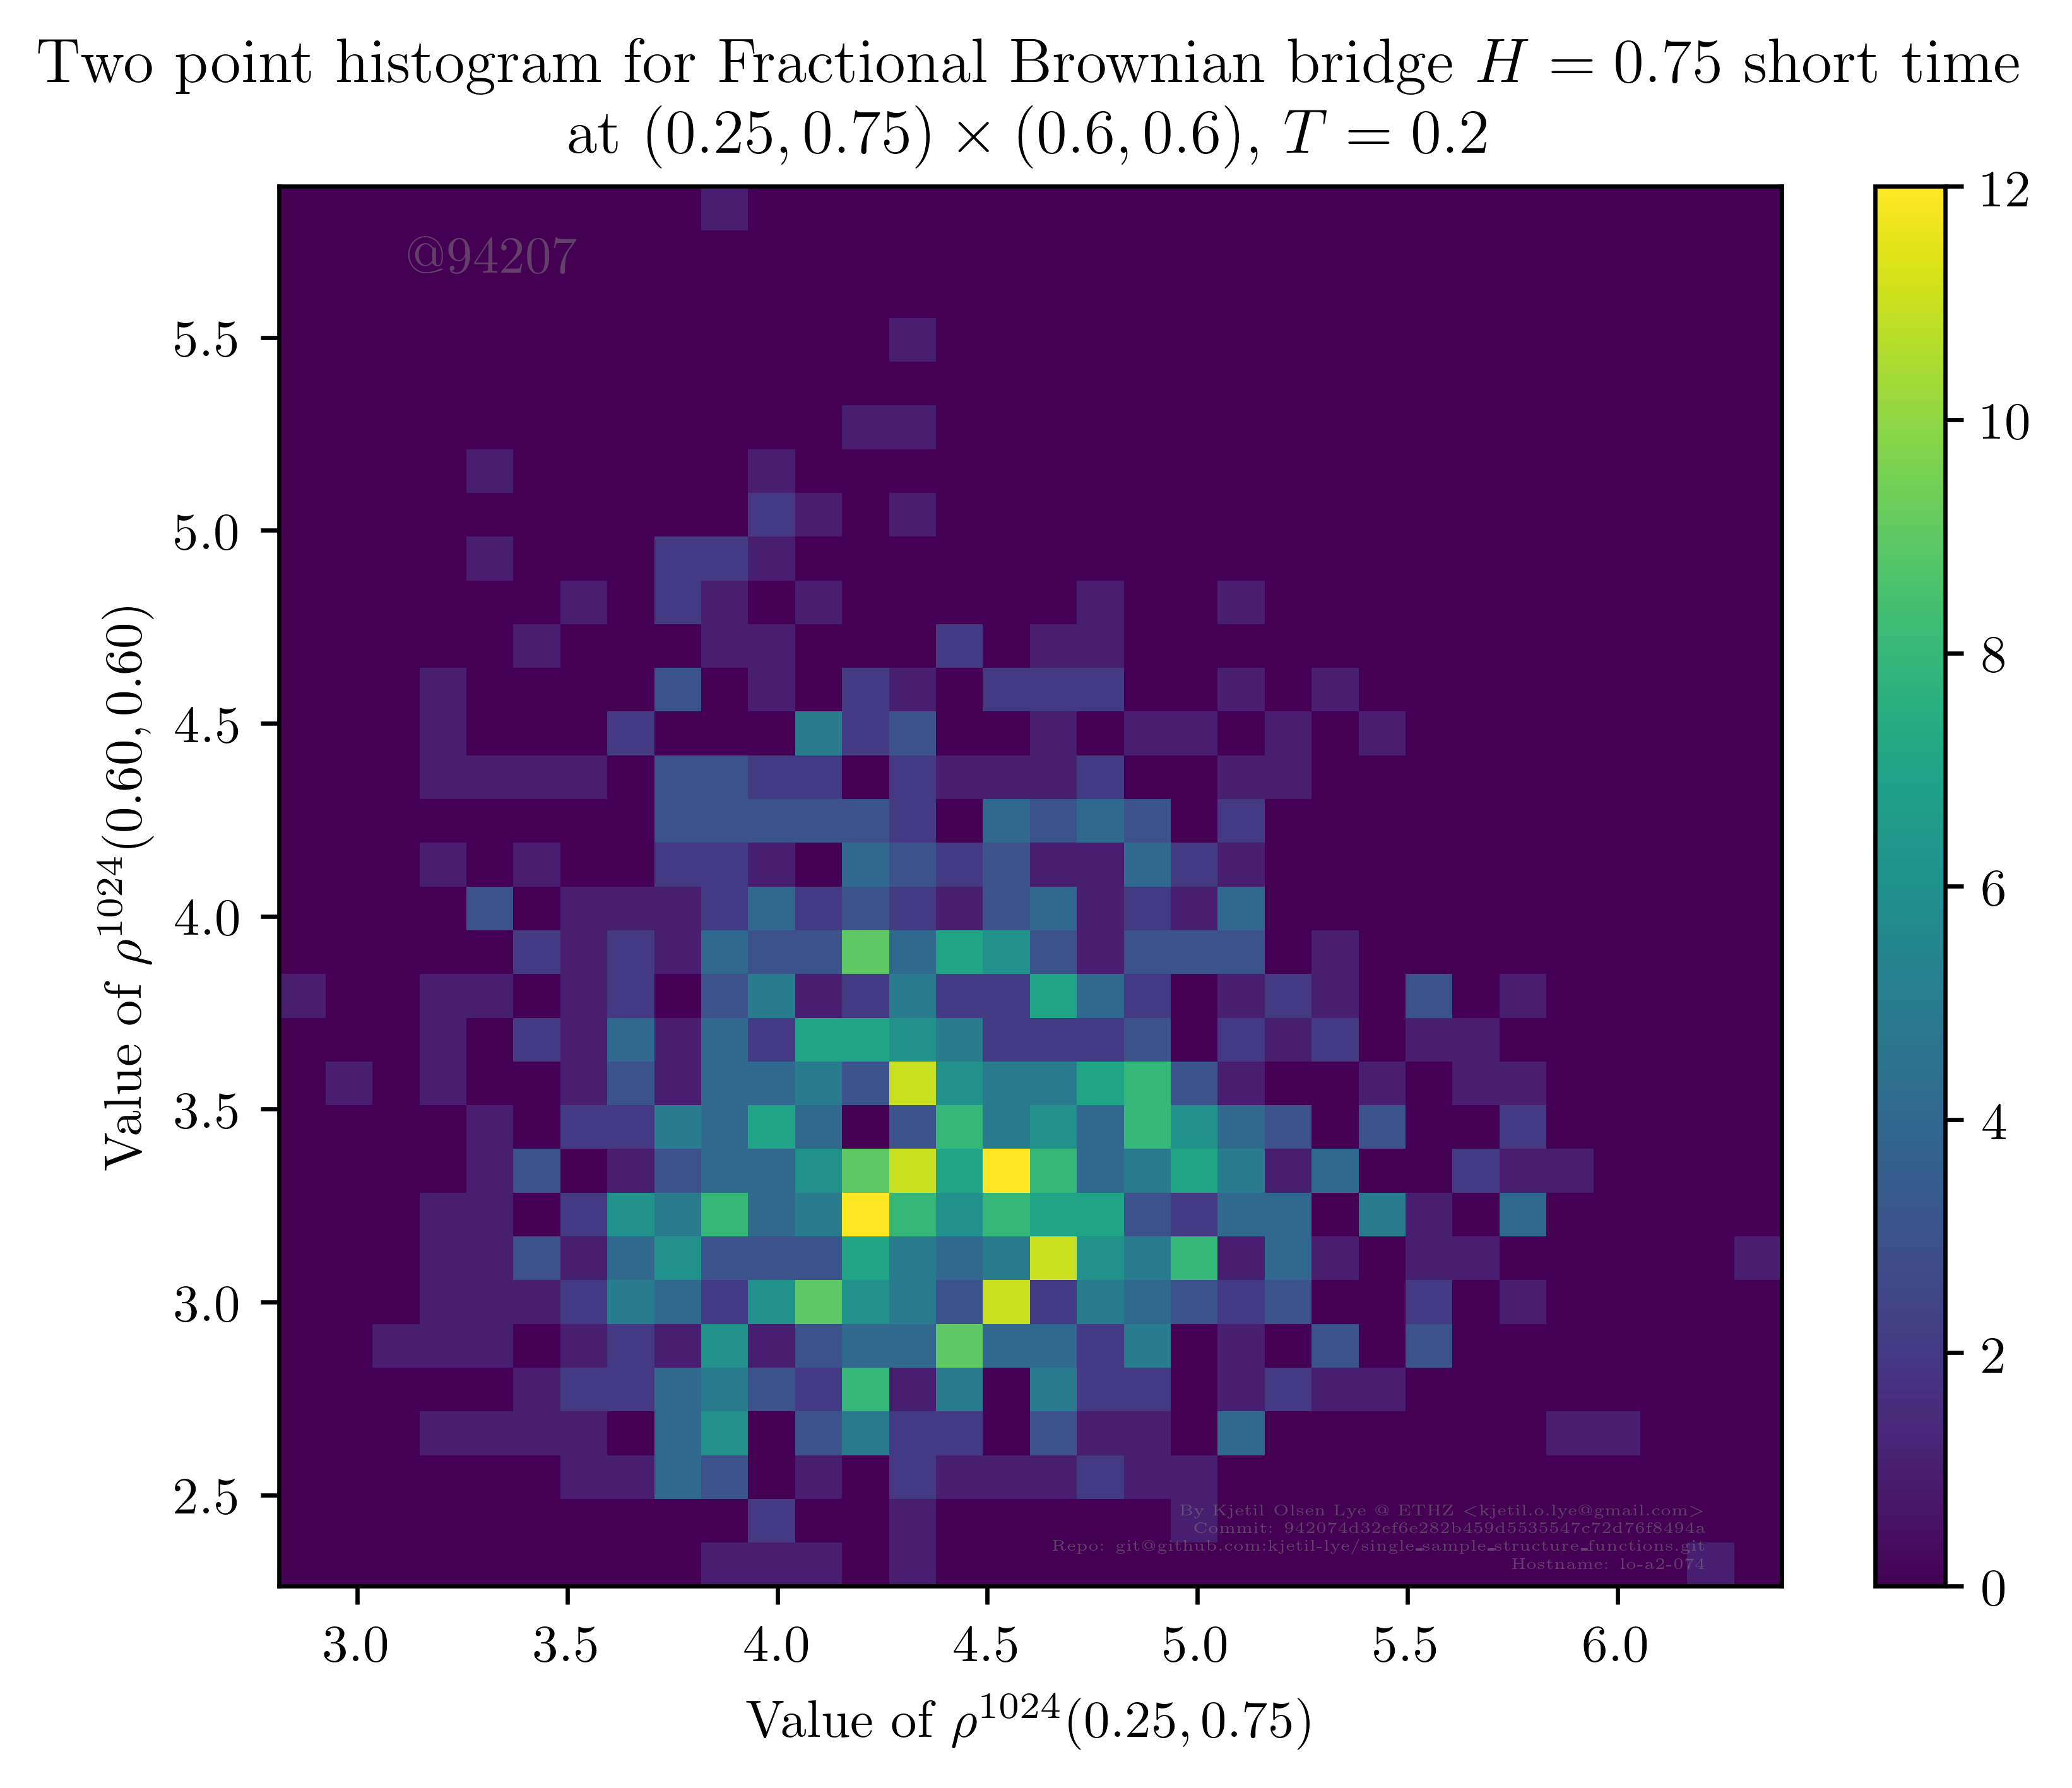 Two point histogram for Fractional Brownian bridge H = 0.75 short time
at (0.25, 0.75) × (0.6, 0.6), T = 0.2
@94207
12
10
8
6
4
2
0
5.5
5.0
4.5
4.0
3.5
3.0
2.5
Value of ρ¹⁰²⁴(0.60, 0.60)
By Kjetil Olsen Lye @ ETHZ <kjetil.o.lye@gmail.com>
Commit: 942074d32ef6e282b459d5535547c72d76f8494a
Repo: git@github.com:kjetil-lye/single_sample_structure_functions.git
Hostname: lo-a2-074
3.0 3.5 4.0 4.5 5.0 5.5 6.0
Value of ρ¹⁰²⁴(0.25, 0.75)